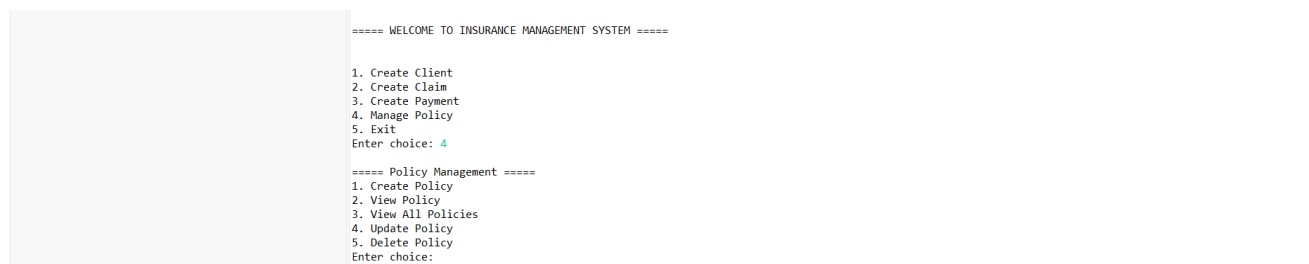 ===== WELCOME TO INSURANCE MANAGEMENT SYSTEM =====
1. Create Client
2. Create Claim
3. Create Payment
4. Manage Policy
5. Exit
Enter choice: 4
===== Policy Management =====
1. Create Policy
2. View Policy
3. View All Policies
4. Update Policy
5. Delete Policy
Enter choice: